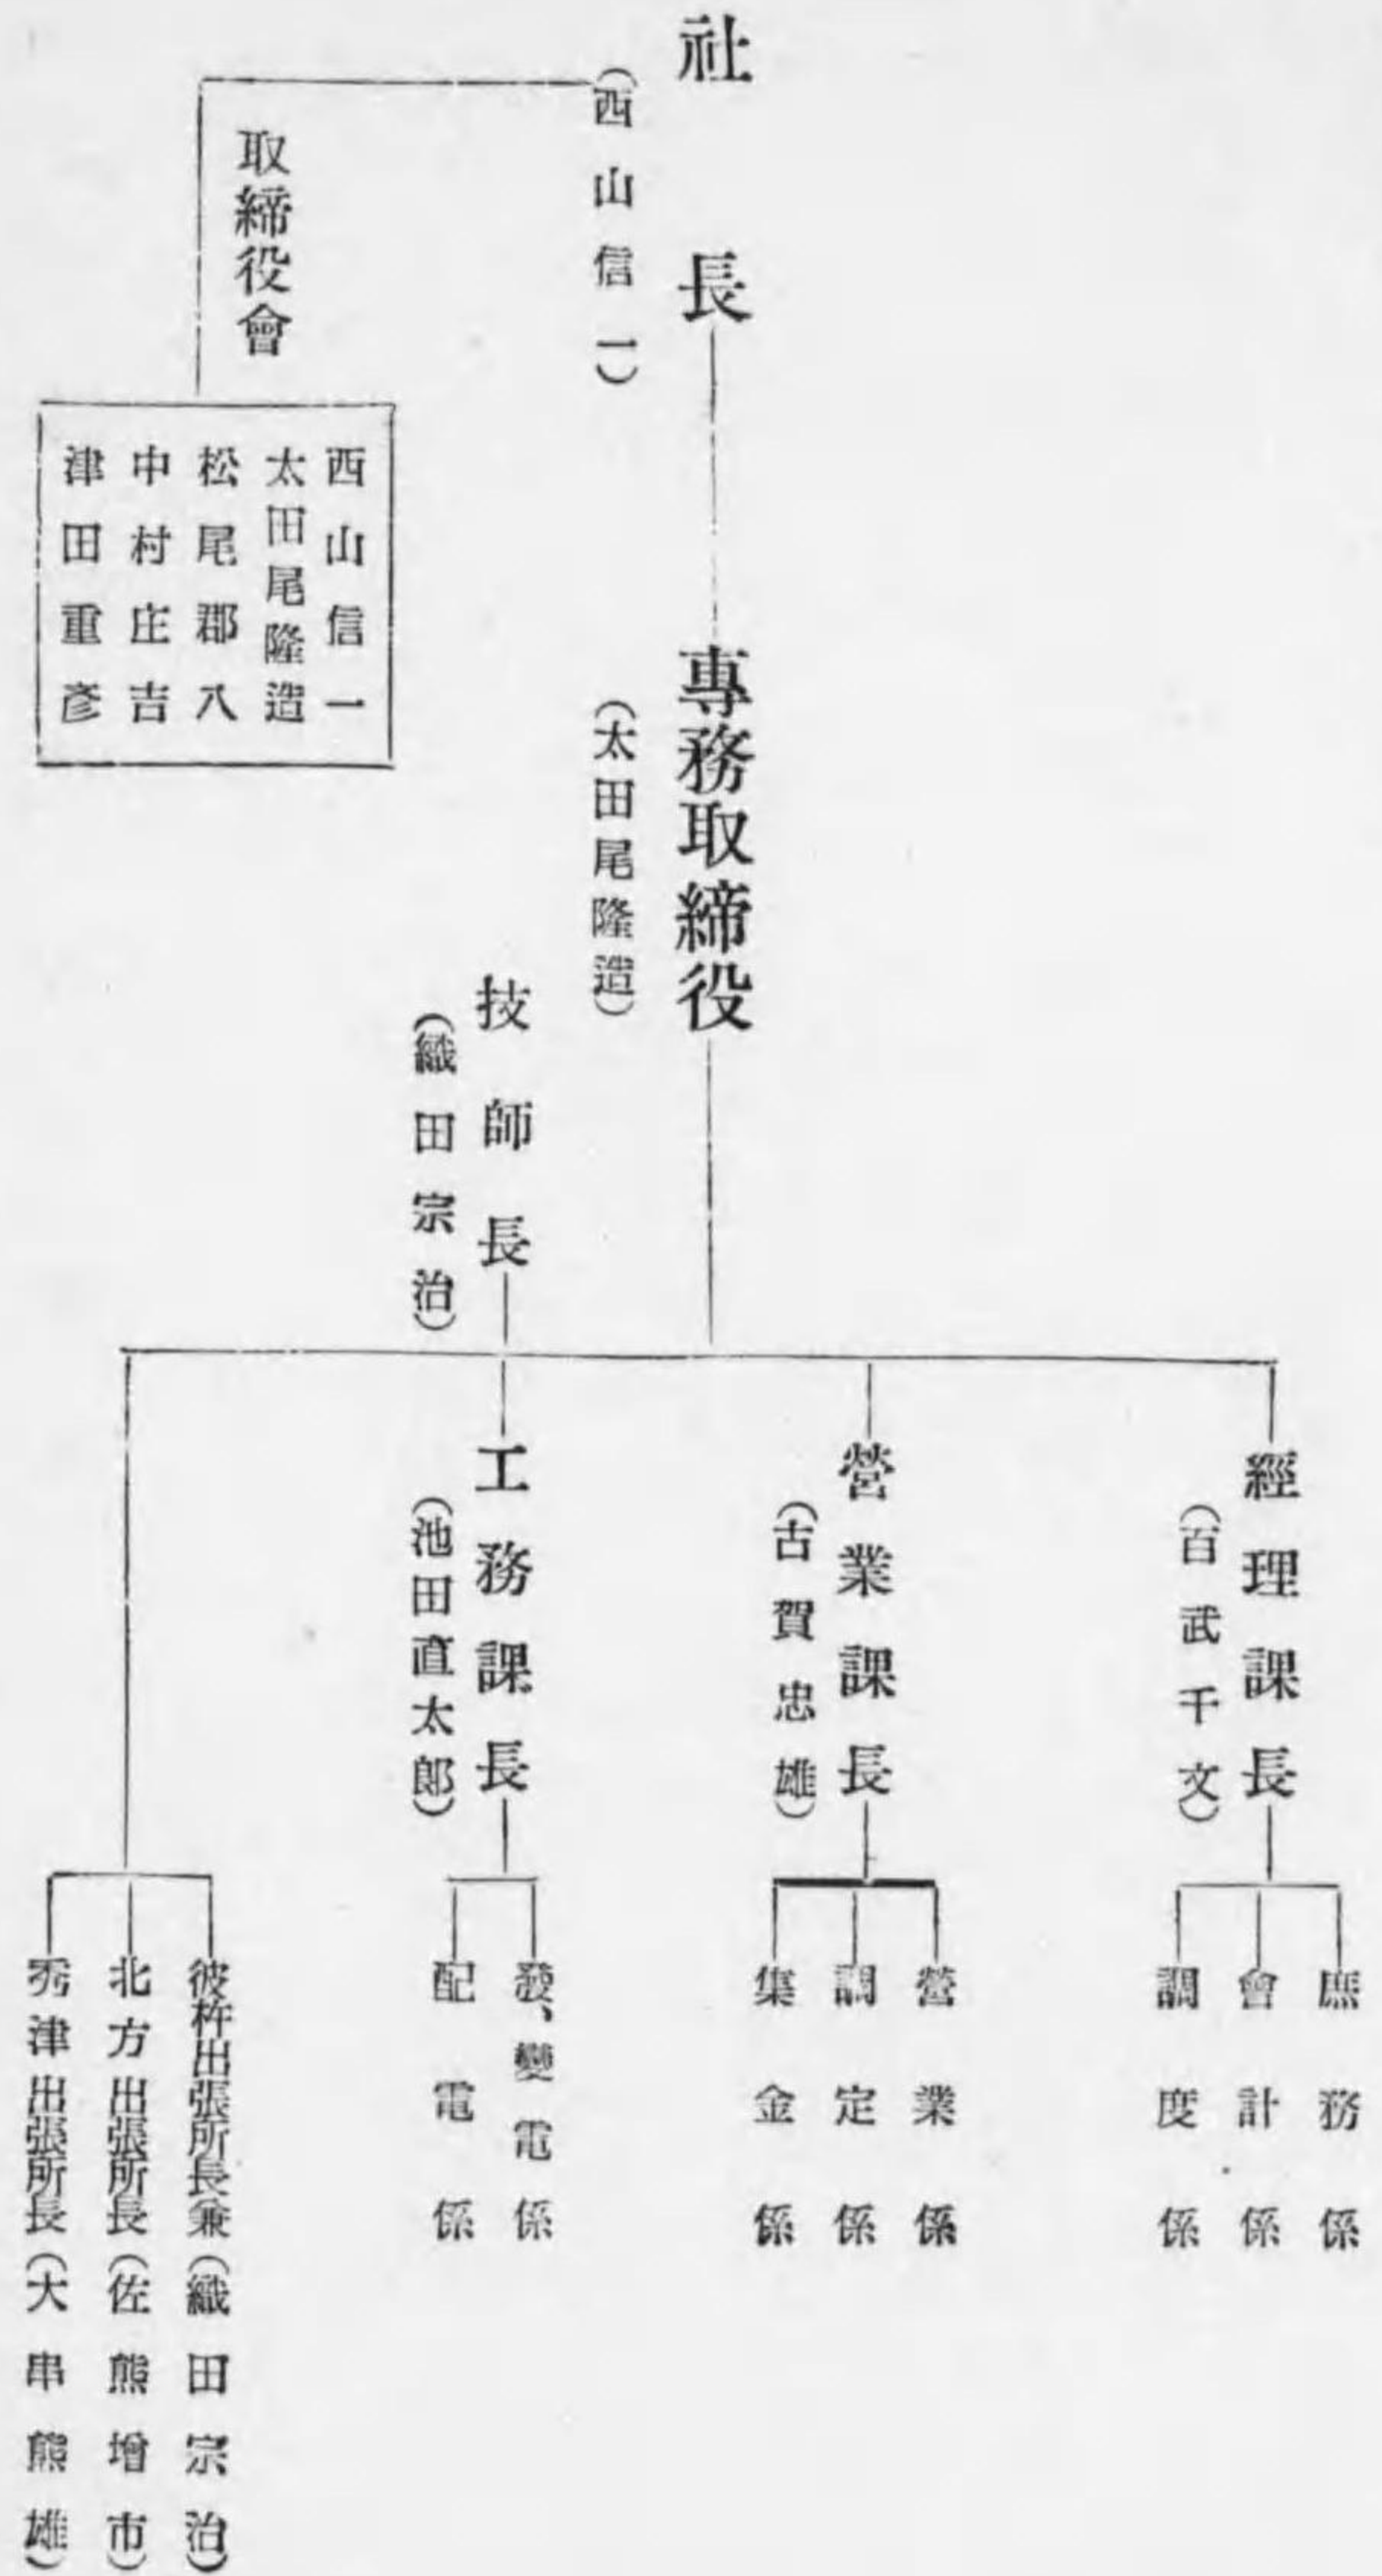 社長
(西山信一)
取締役會
西山信一
太田尾隆造
松尾郡八
中村庄吉
津田重彥
專務取締役
(太田尾隆造)
技師長
(織田宗治)
經理課長
(百武千文)
庶務係
會計係
調度係
營業課長
(古賀忠雄)
營業係
調定係
集金係
工務課長
(池田直太郞)
發、變電係
配電係
彼杵出張所長兼(織田宗治)
北方出張所長(佐熊增市)
秀津出張所長(大串熊雄)